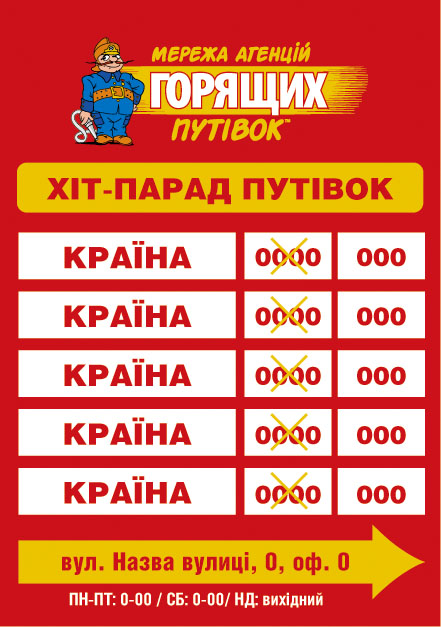 МЕРЕЖА АГЕНЦІЙ
ГОРЯЩИХ
ПУТІВОК™
ХІТ-ПАРАД ПУТІВОК
КРАЇНА 0000 000
КРАЇНА 0000 000
КРАЇНА 0000 000
КРАЇНА 0000 000
КРАЇНА 0000 000
вул. Назва вулиці, 0, оф. 0
ПН-ПТ: 0-00 / СБ: 0-00/ НД: вихідний